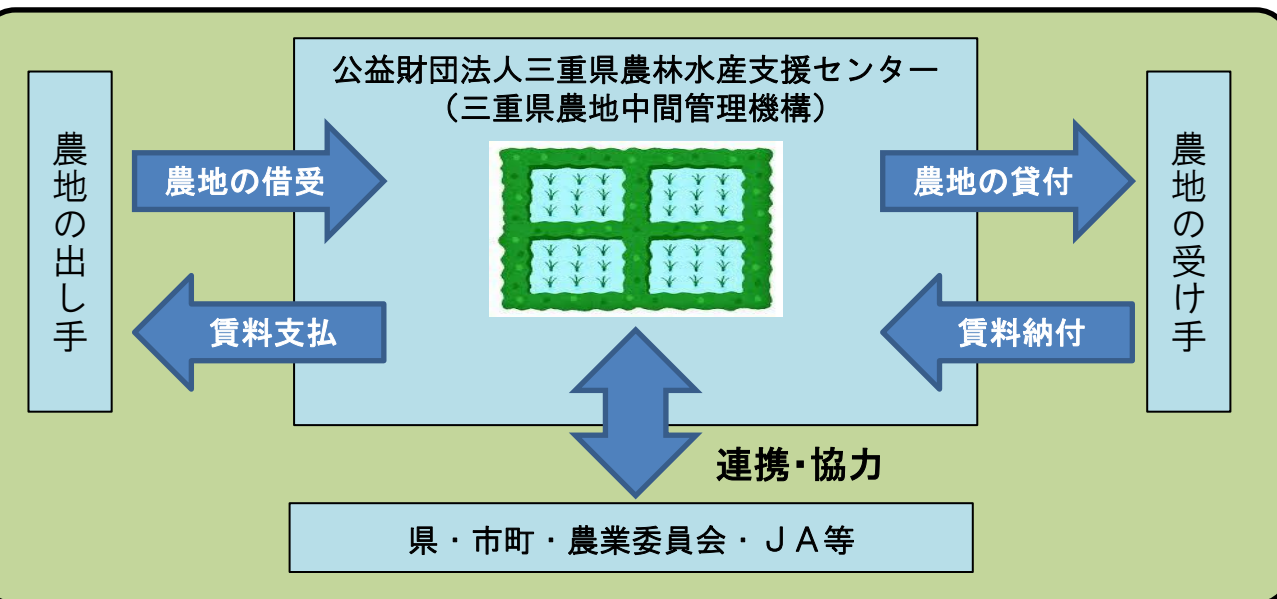 公益財団法人三重県農林水産支援センター
（三重県農地中間管理機構）
農地の出し手
農地の借受
賃料支払
農地の貸付
賃料納付
農地の受け手
連携・協力
県・市町・農業委員会・ＪＡ等